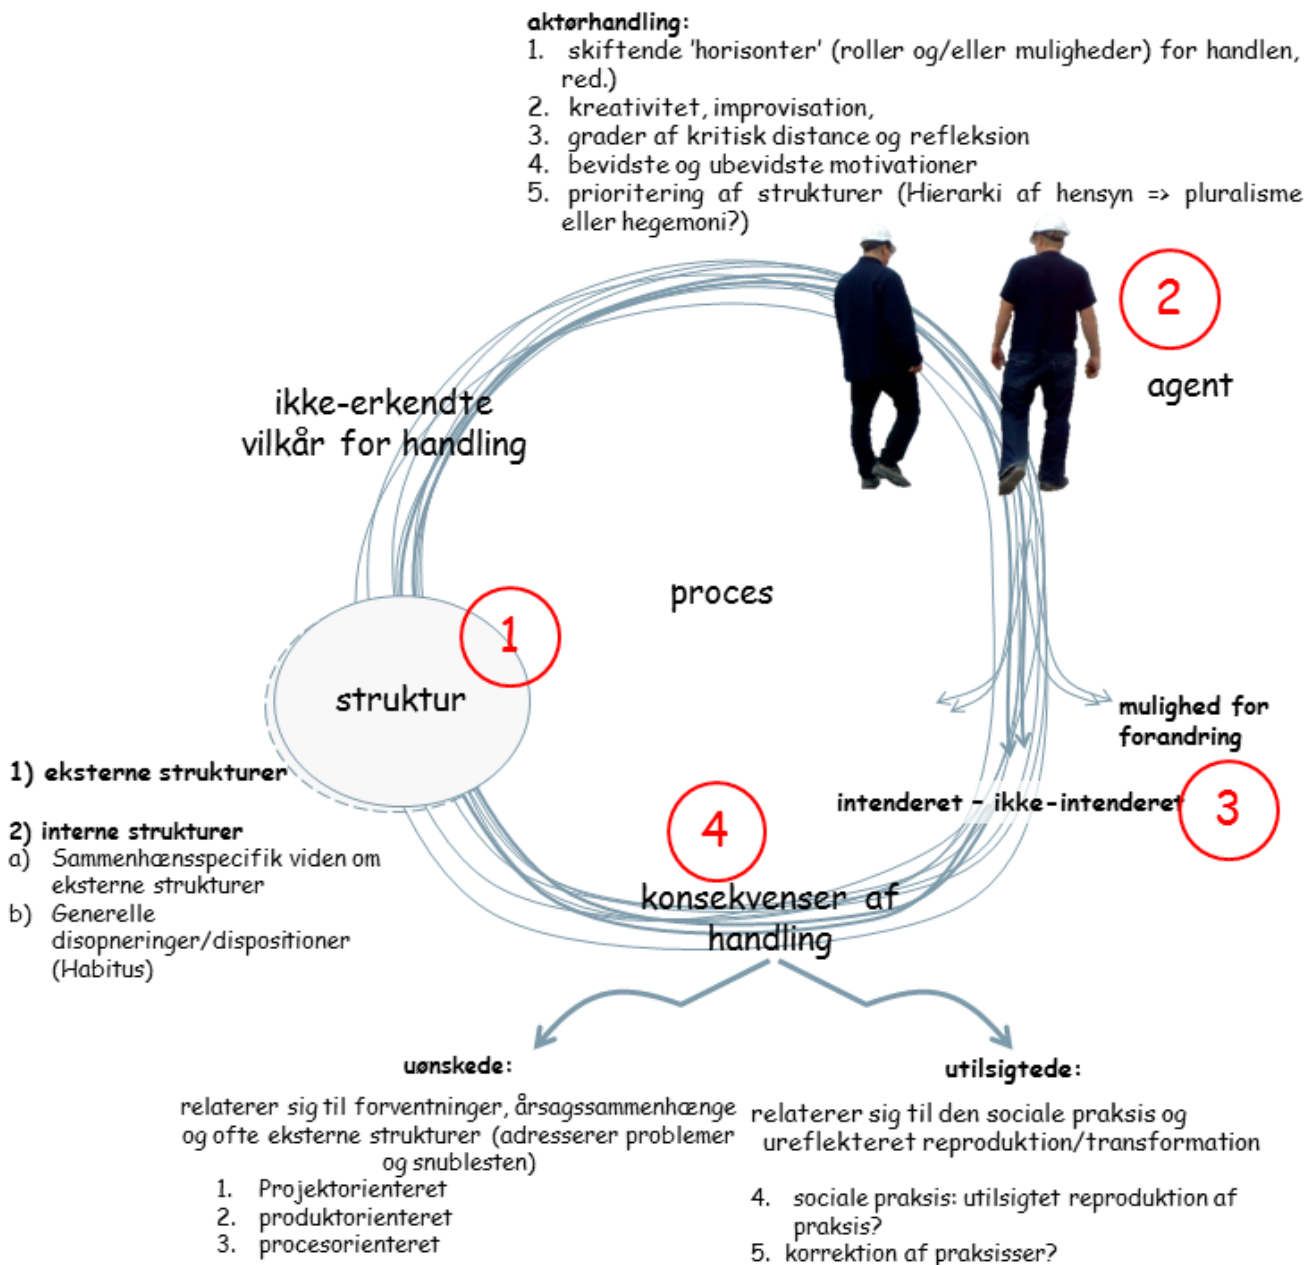 aktørhandling:
1. skiftende 'horisonter' (roller og/eller muligheder) for handlen,
red.)
2. kreativitet, improvisation,
3. grader af kritisk distance og refleksion
4. bevidste og ubevidste motivationer
5. prioritering af strukturer (Hierarki af hensyn => pluralisme
eller hegemoni?)
2
agent
ikke-erkendte
vilkår for handling
proces
1
struktur
mulighed for
forandring
1) eksterne strukturer
2) interne strukturer
a) Sammenhænsspecifik viden om
eksterne strukturer
b) Generelle
disopneringer/dispositioner
(Habitus)
intenderet - ikke-intenderet
3
4
konsekvenser af
handling
uønskede:
relaterer sig til forventninger, årsagssammenhænge
og ofte eksterne strukturer (adresserer problemer
og snublesten)
1. Projektorienteret
2. produktorienteret
3. procesorienteret
utilsigtede:
relaterer sig til den sociale praksis og
ureflekteret reproduktion/transformation
4. sociale praksis: utilsigtet reproduktion af
praksis?
5. korrektion af praksisser?